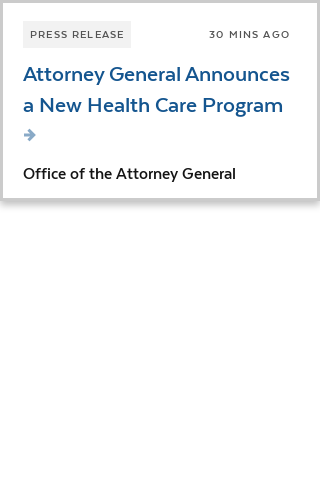 PRESS RELEASE 30 MINS AGO
Attorney General Announces
a New Health Care Program
Office of the Attorney General